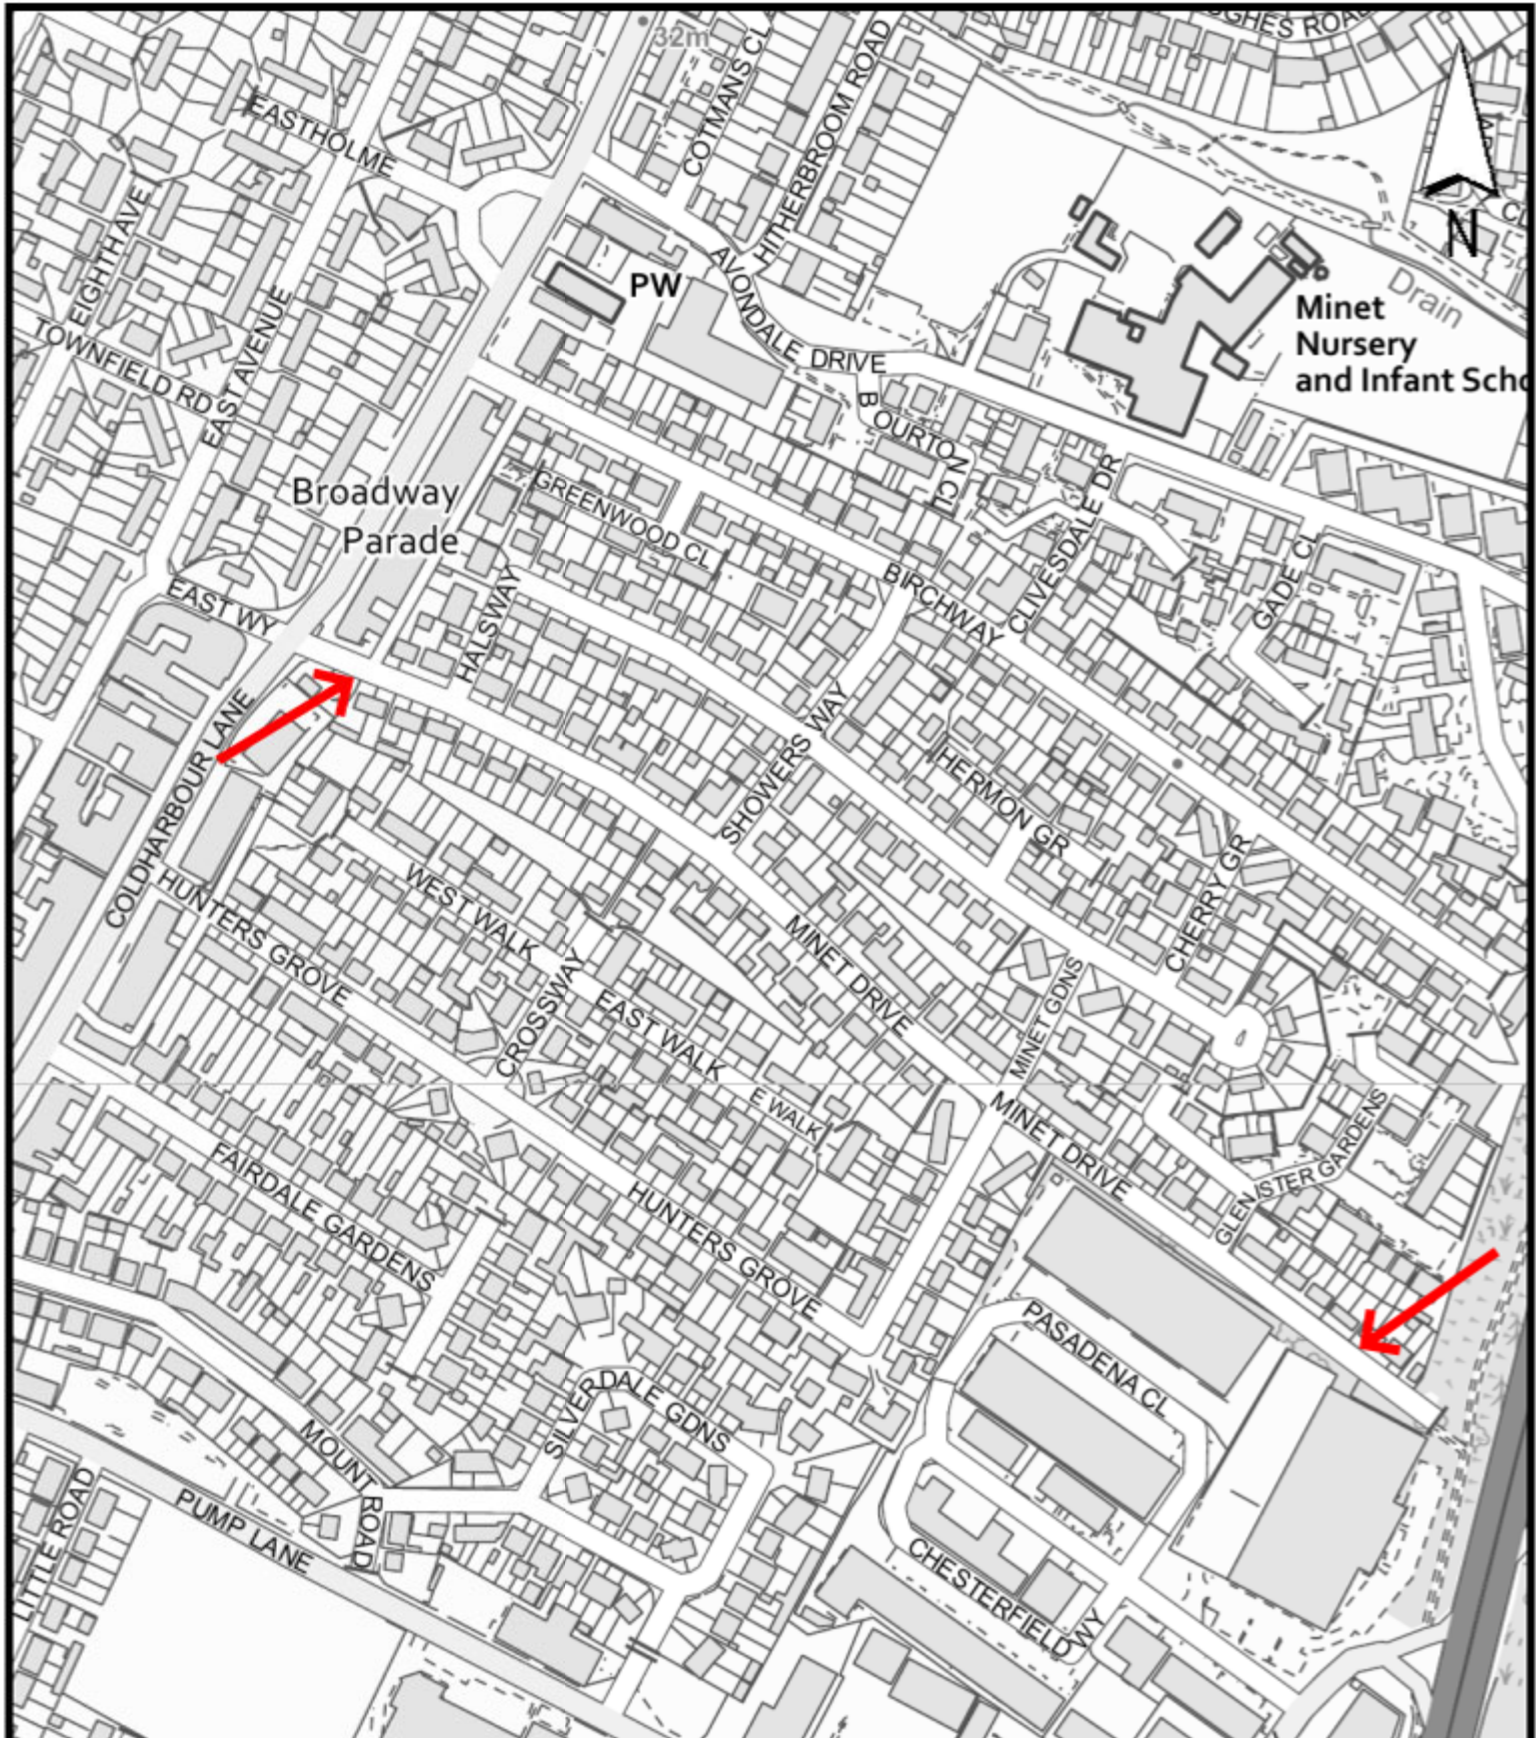 32m
COTMANS CL
HITHERBROOM ROAD
EASTHOLME
EIGHTH AVE
EAST AVENUE
TOWNFIELD RD
PW
AVONDALE DRIVE
Minet
Nursery
and Infant Scho
Drain
N
BOURTON CL
Broadway
Parade
GREENWOOD CL
BIRCHWAY
CLIVESDALE DR
GADE CL
EAST WY
HALSWAY
COLDHARBOUR LANE
SHOWERS WAY
HERMON GR
CHERRY GR
HUNTERS GROVE
WEST WALK
CROSSWAY
EAST WALK
E WALK
MINET DRIVE
MINET GDNS
MINET DRIVE
GLENISTER GARDENS
FAIRDALE GARDENS
HUNTERS GROVE
PASADENA CL
SILVERDALE GDNS
MOUNT ROAD
PUMP LANE
LITTLE ROAD
CHESTERFIELD WY